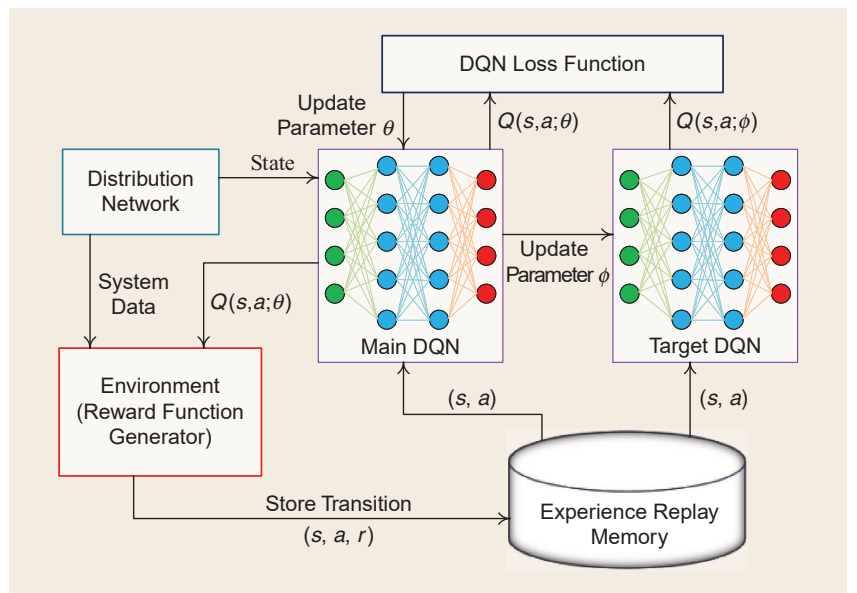 DQN Loss Function
Update
Parameter θ
Q(s,a;θ)
Q(s,a;ϕ)
Distribution
Network
State
System
Data
Q(s,a;θ)
Update
Parameter ϕ
Main DQN
Target DQN
Environment
(Reward Function
Generator)
(s, a)
(s, a)
Store Transition
(s, a, r)
Experience Replay
Memory